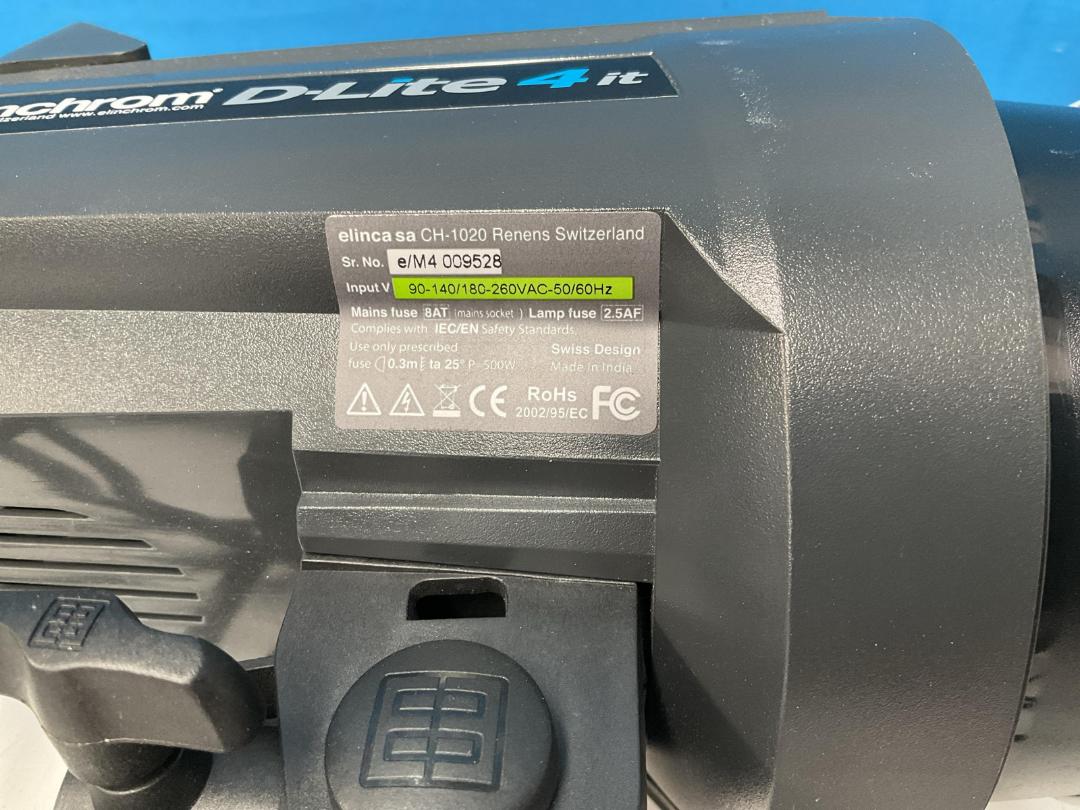 nchrom® D-Lite 4 it
zerland www.elinchrom.com
elinca sa CH-1020 Renens Switzerland
Sr. No. e/M4 009528
Input V 90-140/180-260VAC-50/60Hz
Mains fuse 8AT (mains socket ) Lamp fuse 2.5AF
Complies with IEC/EN Safety Standards.
Use only prescribed Swiss Design
fuse 0.3m ta 25° P -500W Made in India
CE RoHs
2002/95/EC FC